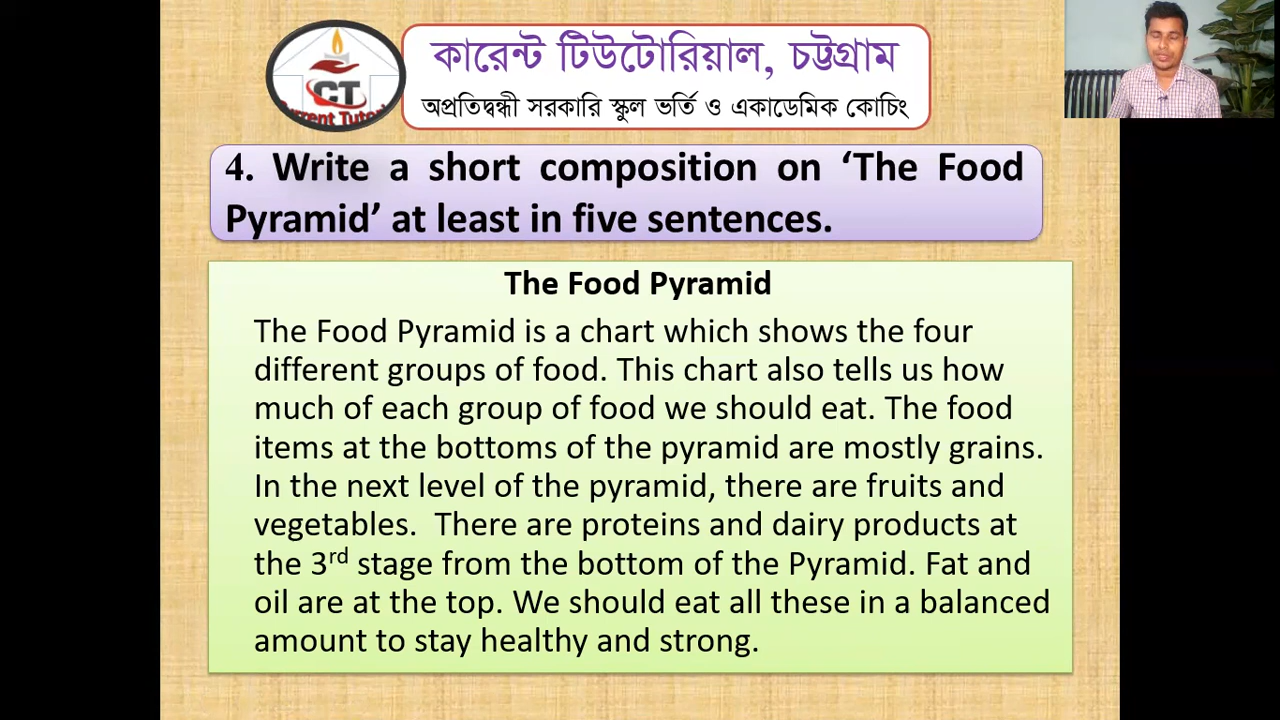 কারেন্ট টিউটোরিয়াল, চট্টগ্রাম
অপ্রতিদ্বন্দ্বী সরকারি স্কুল ভর্তি ও একাডেমিক কোচিং
CT
4. Write a short composition on ‘The Food
Pyramid’ at least in five sentences.
The Food Pyramid
The Food Pyramid is a chart which shows the four
different groups of food. This chart also tells us how
much of each group of food we should eat. The food
items at the bottoms of the pyramid are mostly grains.
In the next level of the pyramid, there are fruits and
vegetables. There are proteins and dairy products at
the 3rd stage from the bottom of the Pyramid. Fat and
oil are at the top. We should eat all these in a balanced
amount to stay healthy and strong.